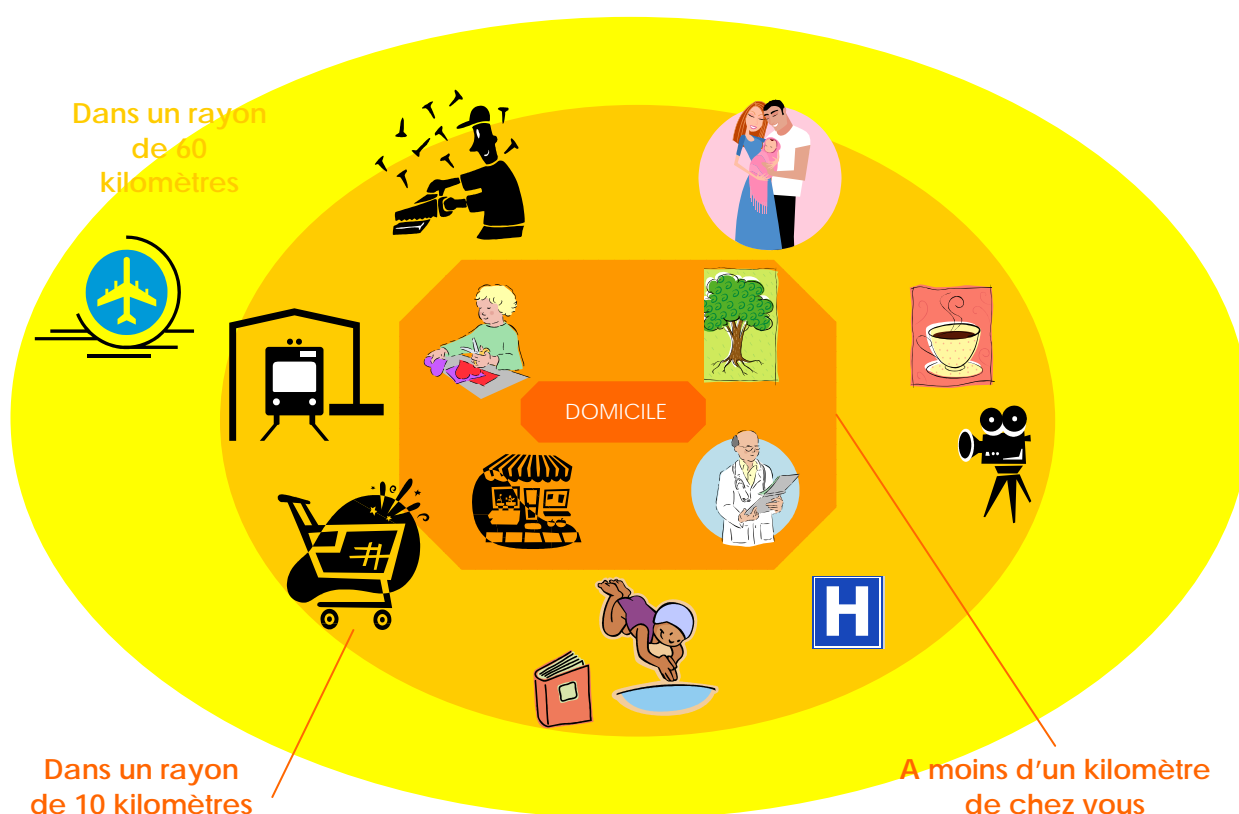 Dans un rayon
de 60
kilomètres
DOMICILE
H
Dans un rayon
de 10 kilomètres
A moins d'un kilomètre
de chez vous